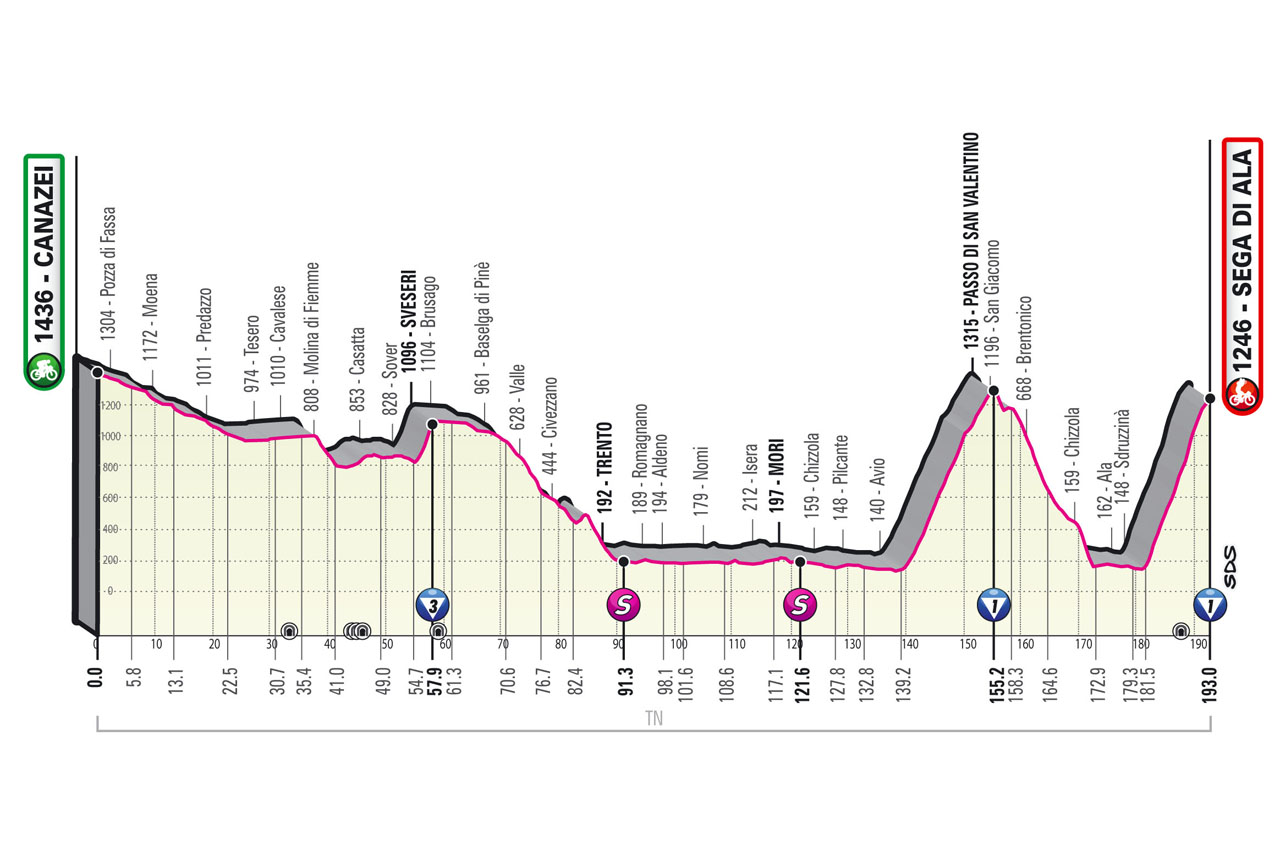 1436 - CANAZEI
1304 - Pozza di Fassa
1172 - Moena
1011 - Predazzo
974 - Tesero
1010 - Cavalese
808 - Molina di Fiemme
853 - Casatta
828 - Sover
1096 - SVESERI
1104 - Brusago
961 - Baselga di Pinè
628 - Valle
444 - Civezzano
192 - TRENTO
189 - Romagnano
194 - Aldeno
179 - Nomi
212 - Isera
197 - MORI
159 - Chizzola
148 - Pilcante
140 - Avio
1315 - PASSO DI SAN VALENTINO
1196 - San Giacomo
668 - Brentonico
159 - Chizzola
162 - Ala
148 - Sdruzzinà
1246 - SEGA DI ALA
1200
1000
800
600
400
200
0
SDS
3
S
S
1
1
0 10 20 30 40 50 60 70 80 90 100 110 120 130 140 150 160 170 180 190
0.0 5.8 13.1 22.5 30.7 35.4 41.0 49.0 54.7 57.9 61.3 70.6 76.7 82.4 91.3 98.1 101.6 108.6 117.1 121.6 127.8 132.8 139.2 155.2 158.3 164.6 172.9 179.3 181.5 193.0
TN